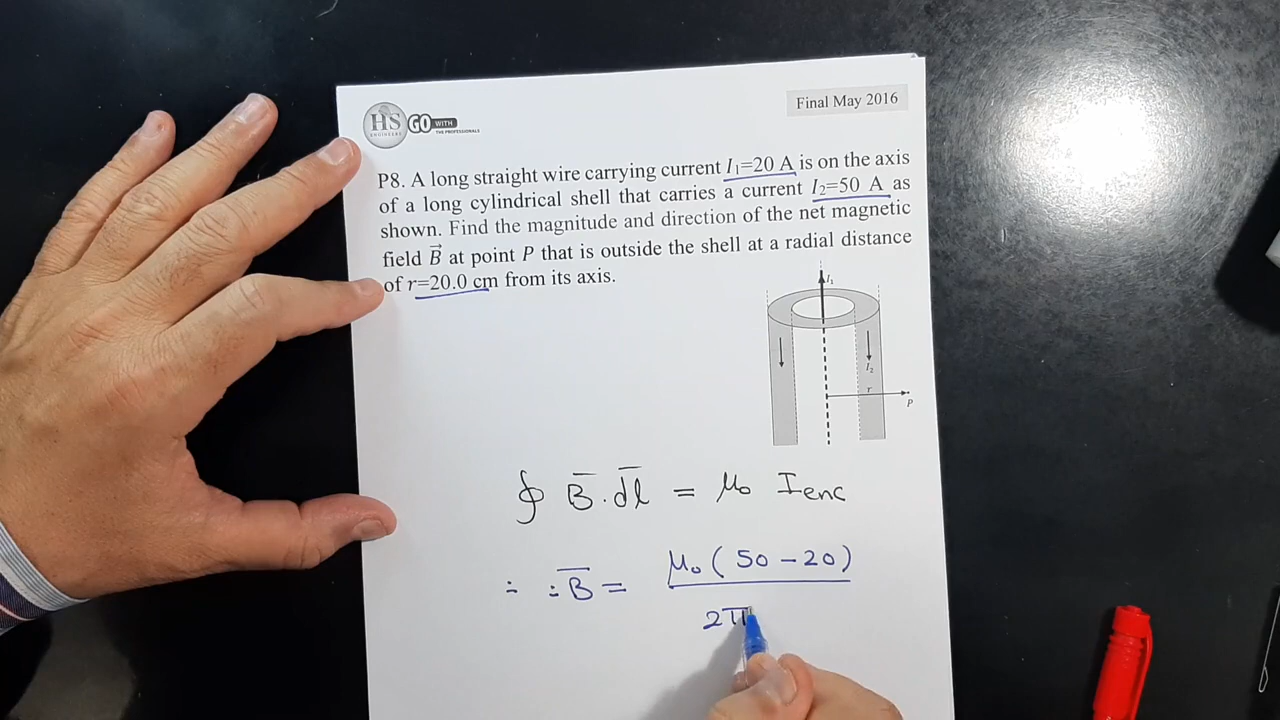 HS
ENGINEERS
GO WITH
THE PROFESSIONALS
Final May 2016
P8. A long straight wire carrying current I₁=20 A is on the axis
of a long cylindrical shell that carries a current I₂=50 A as
shown. Find the magnitude and direction of the net magnetic
field B⃗ at point P that is outside the shell at a radial distance
of r=20.0 cm from its axis.
I₁
I₂
r
P
∮ B̅ . d̅l̅ = μ₀ Ienc
∴ ∴ B̅ = μ₀ ( 50 - 20 )
2π